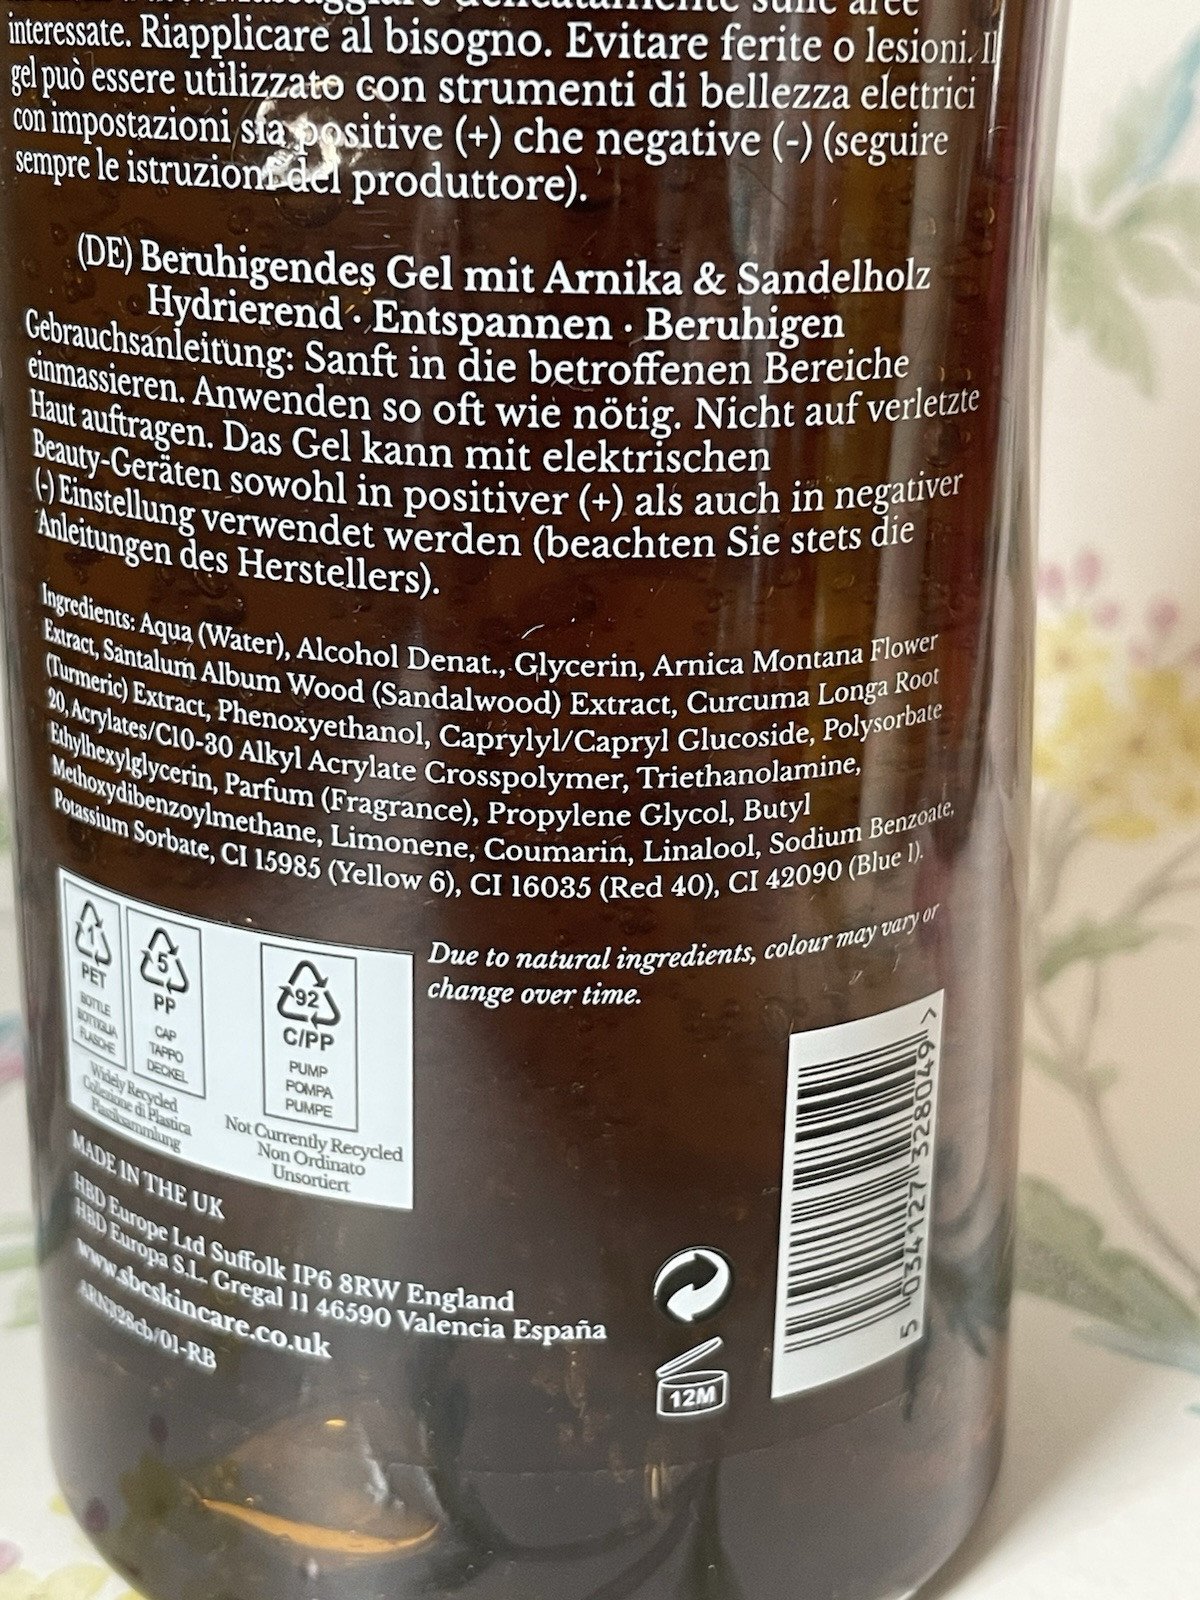 delicatamente sulle aree
interessate. Riapplicare al bisogno. Evitare ferite o lesioni. Il
gel può essere utilizzato con strumenti di bellezza elettrici
con impostazioni sia positive (+) che negative (-) (seguire
sempre le istruzioni del produttore).
(DE) Beruhigendes Gel mit Arnika & Sandelholz
Hydrierend · Entspannen · Beruhigen
Gebrauchsanleitung: Sanft in die betroffenen Bereiche
einmassieren. Anwenden so oft wie nötig. Nicht auf verletzte
Haut auftragen. Das Gel kann mit elektrischen
Beauty-Geräten sowohl in positiver (+) als auch in negativer
(-) Einstellung verwendet werden (beachten Sie stets die
Anleitungen des Herstellers).
Ingredients: Aqua (Water), Alcohol Denat., Glycerin, Arnica Montana Flower
Extract, Santalum Album Wood (Sandalwood) Extract, Curcuma Longa Root
(Turmeric) Extract, Phenoxyethanol, Caprylyl/Capryl Glucoside, Polysorbate
20, Acrylates/C10-30 Alkyl Acrylate Crosspolymer, Triethanolamine,
Ethylhexylglycerin, Parfum (Fragrance), Propylene Glycol, Butyl
Methoxydibenzoylmethane, Limonene, Coumarin, Linalool, Sodium Benzoate,
Potassium Sorbate, CI 15985 (Yellow 6), CI 16035 (Red 40), CI 42090 (Blue 1).
Due to natural ingredients, colour may vary or
change over time.
1
PET
BOTTLE
BOTTIGLIA
FLASCHE
5
PP
CAP
TAPPO
DECKEL
Widely Recycled
Collezione di Plastica
Plastiksammlung
92
C/PP
PUMP
POMPA
PUMPE
Not Currently Recycled
Non Ordinato
Unsortiert
MADE IN THE UK
HBD Europe Ltd Suffolk IP6 8RW England
HBD Europa S.L. Gregal 11 46590 Valencia España
www.sbcskincare.co.uk
/01-RB
12M
5 034127 328049 >